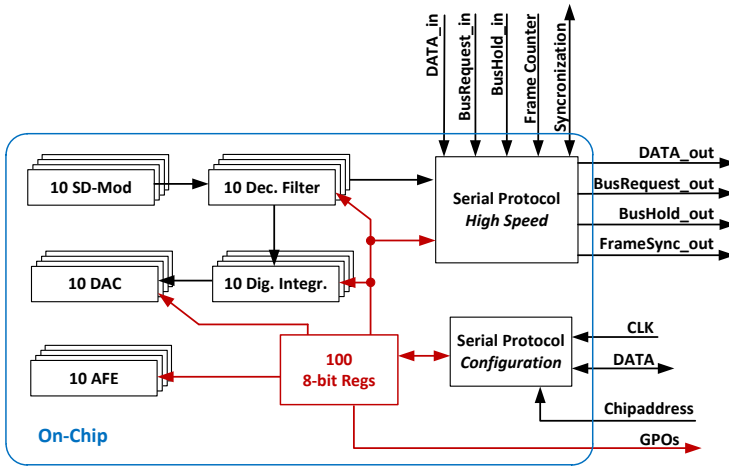 DATA_in
BusRequest_in
BusHold_in
Frame Counter
Syncronization
10 SD-Mod
10 Dec. Filter
Serial Protocol
High Speed
DATA_out
BusRequest_out
BusHold_out
FrameSync_out
10 DAC
10 Dig. Integr.
10 AFE
100
8-bit Regs
Serial Protocol
Configuration
CLK
DATA
Chipaddress
GPOs
On-Chip